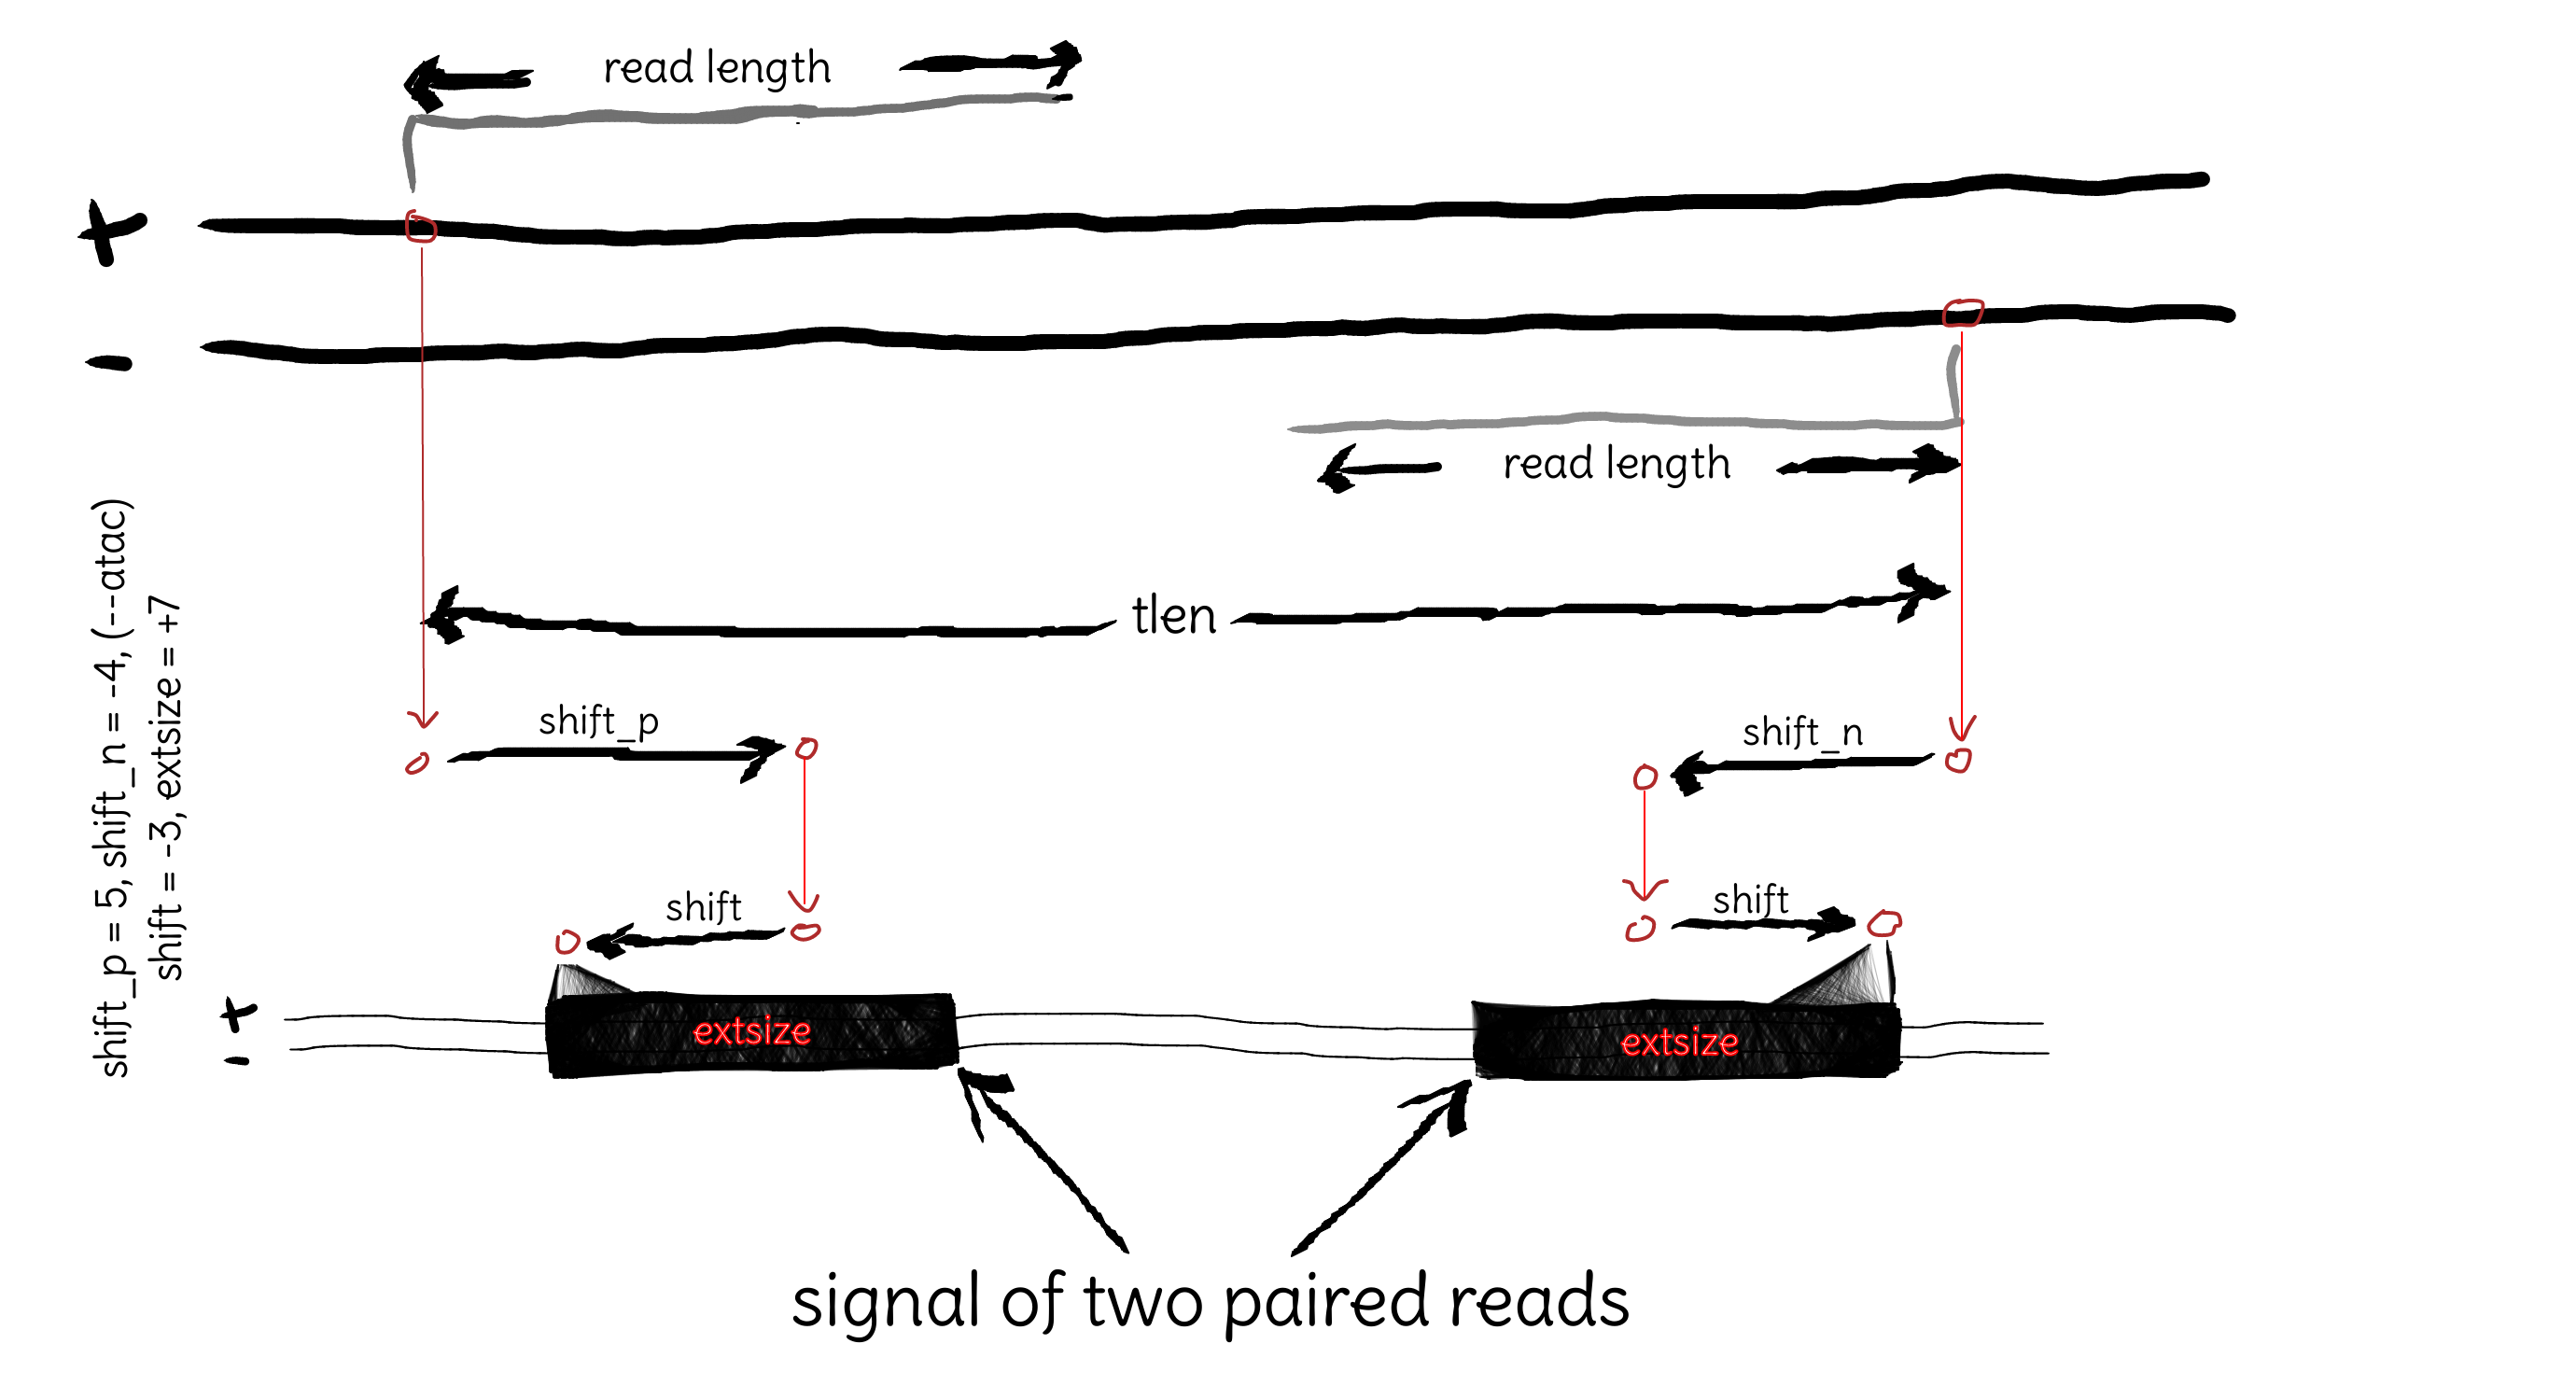 read length
+
-
read length
tlen
shift_p = 5, shift_n = -4, (--atac)
shift = -3, extsize = +7
shift_p
shift_n
shift
shift
+
-
extsize
extsize
signal of two paired reads